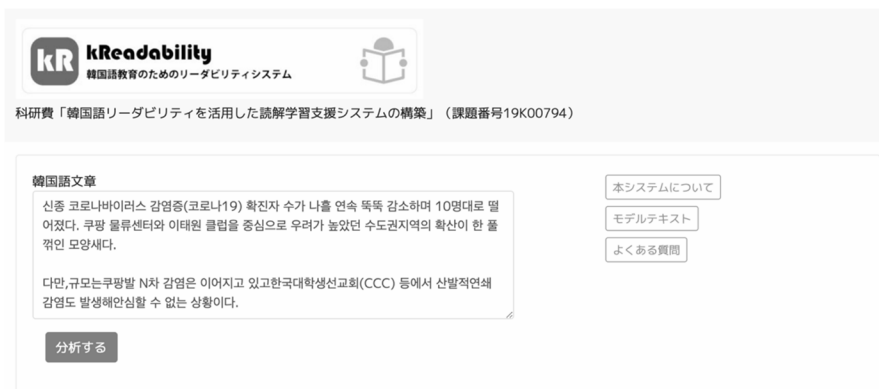 kR kReadability
韓国語教育のためのリーダビリティシステム
科研費「韓国語リーダビリティを活用した読解学習支援システムの構築」（課題番号19K00794）
韓国語文章
신종 코로나바이러스 감염증(코로나19) 확진자 수가 나흘 연속 뚝뚝 감소하며 10명대로 떨
어졌다. 쿠팡 물류센터와 이태원 클럽을 중심으로 우려가 높았던 수도권지역의 확산이 한 풀
꺾인 모양새다.
다만,규모는쿠팡발 N차 감염은 이어지고 있고한국대학생선교회(CCC) 등에서 산발적연쇄
감염도 발생해안심할 수 없는 상황이다.
分析する
本システムについて
モデルテキスト
よくある質問